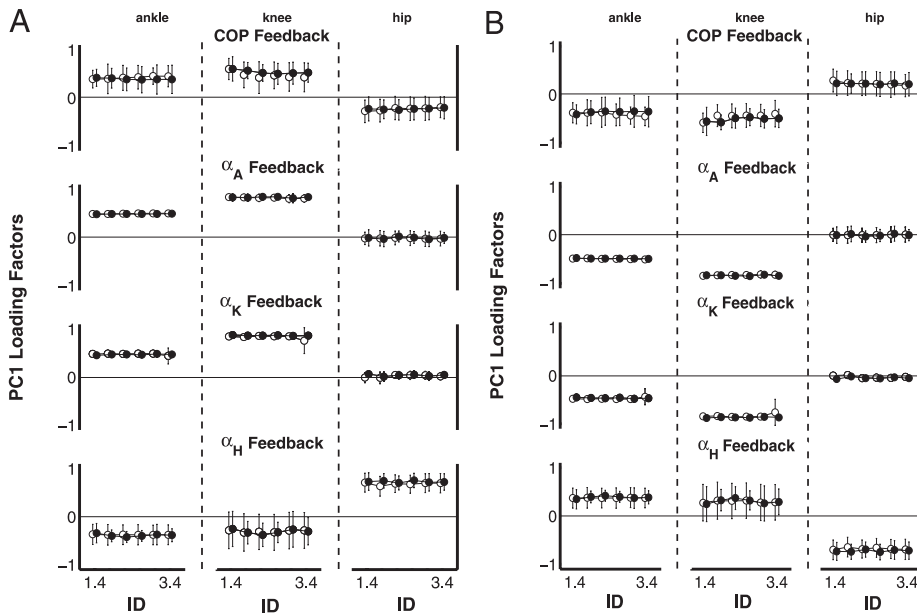 A
ankle knee hip
COP Feedback
1
0
−1
α_A Feedback
1
0
−1
α_K Feedback
1
0
−1
α_H Feedback
1
0
−1
PC1 Loading Factors
1.4 3.4 1.4 3.4 1.4 3.4
ID ID ID
B
ankle knee hip
COP Feedback
1
0
−1
α_A Feedback
1
0
−1
α_K Feedback
1
0
−1
α_H Feedback
1
0
−1
PC1 Loading Factors
1.4 3.4 1.4 3.4 1.4 3.4
ID ID ID